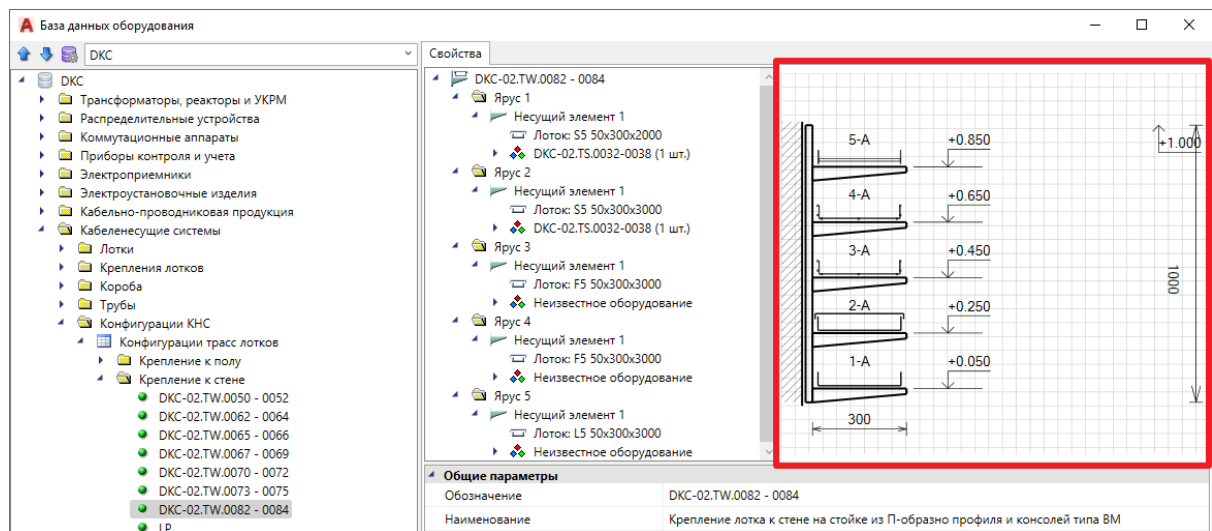 База данных оборудования
DKC
DKC
Трансформаторы, реакторы и УКРМ
Распределительные устройства
Коммутационные аппараты
Приборы контроля и учета
Электроприемники
Электроустановочные изделия
Кабельно-проводниковая продукция
Кабеленесущие системы
Лотки
Крепления лотков
Короба
Трубы
Конфигурации КНС
Конфигурации трасс лотков
Крепление к полу
Крепление к стене
DKC-02.TW.0050 - 0052
DKC-02.TW.0062 - 0064
DKC-02.TW.0065 - 0066
DKC-02.TW.0067 - 0069
DKC-02.TW.0070 - 0072
DKC-02.TW.0073 - 0075
DKC-02.TW.0082 - 0084
LP
Свойства
DKC-02.TW.0082 - 0084
Ярус 1
Несущий элемент 1
Лоток: S5 50x300x2000
DKC-02.TS.0032-0038 (1 шт.)
Ярус 2
Несущий элемент 1
Лоток: S5 50x300x3000
DKC-02.TS.0032-0038 (1 шт.)
Ярус 3
Несущий элемент 1
Лоток: F5 50x300x3000
Неизвестное оборудование
Ярус 4
Несущий элемент 1
Лоток: F5 50x300x3000
Неизвестное оборудование
Ярус 5
Несущий элемент 1
Лоток: L5 50x300x3000
Неизвестное оборудование
5-A +0.850 +1.000
4-A +0.650
3-A +0.450
1000
2-A +0.250
1-A +0.050
300
Общие параметры
Обозначение DKC-02.TW.0082 - 0084
Наименование Крепление лотка к стене на стойке из П-образно профиля и консолей типа ВМ